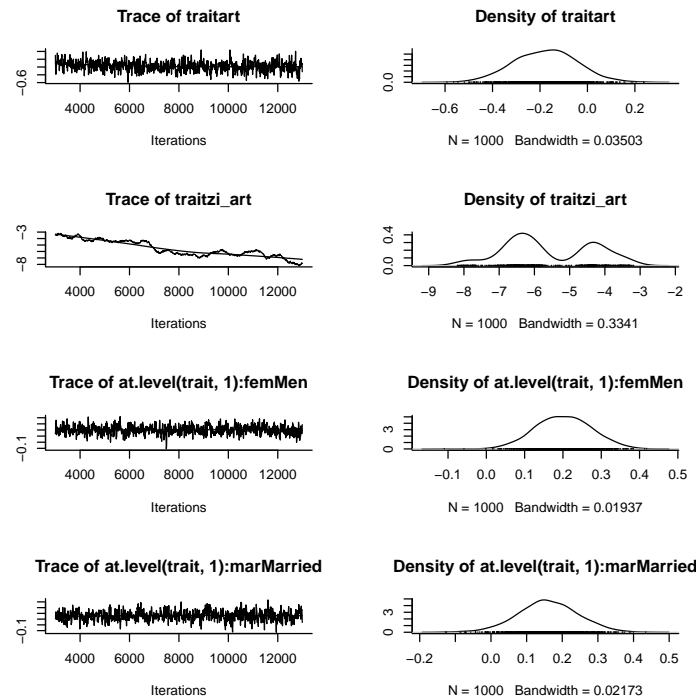 Trace of traitart
−0.6
4000 6000 8000 10000 12000
Iterations
Density of traitart
0.0
−0.6 −0.4 −0.2 0.0 0.2
N = 1000 Bandwidth = 0.03503
Trace of traitzi_art
−3
−8
4000 6000 8000 10000 12000
Iterations
Density of traitzi_art
0.4
0.0
−9 −8 −7 −6 −5 −4 −3 −2
N = 1000 Bandwidth = 0.3341
Trace of at.level(trait, 1):femMen
−0.1
4000 6000 8000 10000 12000
Iterations
Density of at.level(trait, 1):femMen
3
0
−0.1 0.0 0.1 0.2 0.3 0.4 0.5
N = 1000 Bandwidth = 0.01937
Trace of at.level(trait, 1):marMarried
−0.1
4000 6000 8000 10000 12000
Iterations
Density of at.level(trait, 1):marMarried
3
0
−0.2 0.0 0.1 0.2 0.3 0.4 0.5
N = 1000 Bandwidth = 0.02173